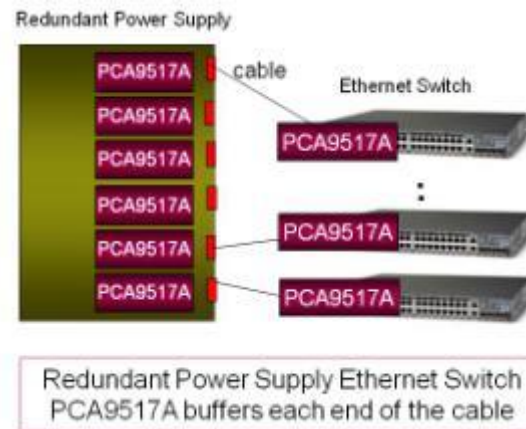 Redundant Power Supply
PCA9517A
cable
Ethernet Switch
PCA9517A
PCA9517A
PCA9517A
PCA9517A
PCA9517A
PCA9517A
PCA9517A
PCA9517A
Redundant Power Supply Ethernet Switch
PCA9517A buffers each end of the cable